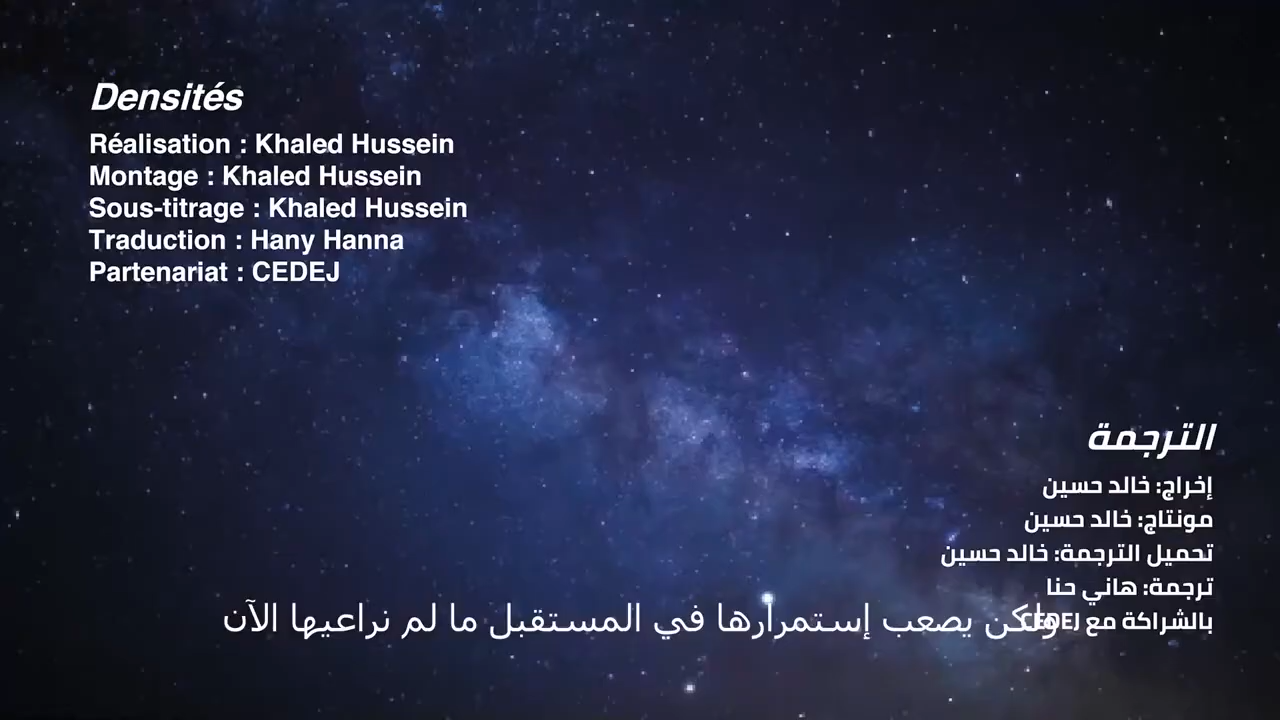 Densités
Réalisation : Khaled Hussein
Montage : Khaled Hussein
Sous-titrage : Khaled Hussein
Traduction : Hany Hanna
Partenariat : CEDEJ
الترجمة
إخراج: خالد حسين
مونتاج: خالد حسين
تحميل الترجمة: خالد حسين
ترجمة: هاني حنا
بالشراكة مع CEDEJ
ولكن يصعب إستمرارها في المستقبل ما لم نراعيها الآن